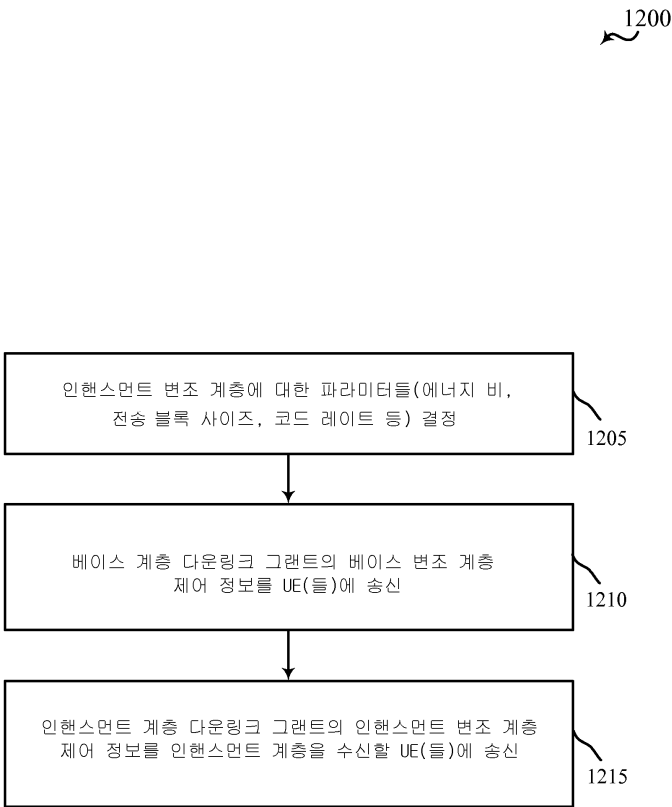 1200
인핸스먼트 변조 계층에 대한 파라미터들(에너지 비,
전송 블록 사이즈, 코드 레이트 등) 결정
1205
베이스 계층 다운링크 그랜트의 베이스 변조 계층
제어 정보를 UE(들)에 송신
1210
인핸스먼트 계층 다운링크 그랜트의 인핸스먼트 변조 계층
제어 정보를 인핸스먼트 계층을 수신할 UE(들)에 송신
1215